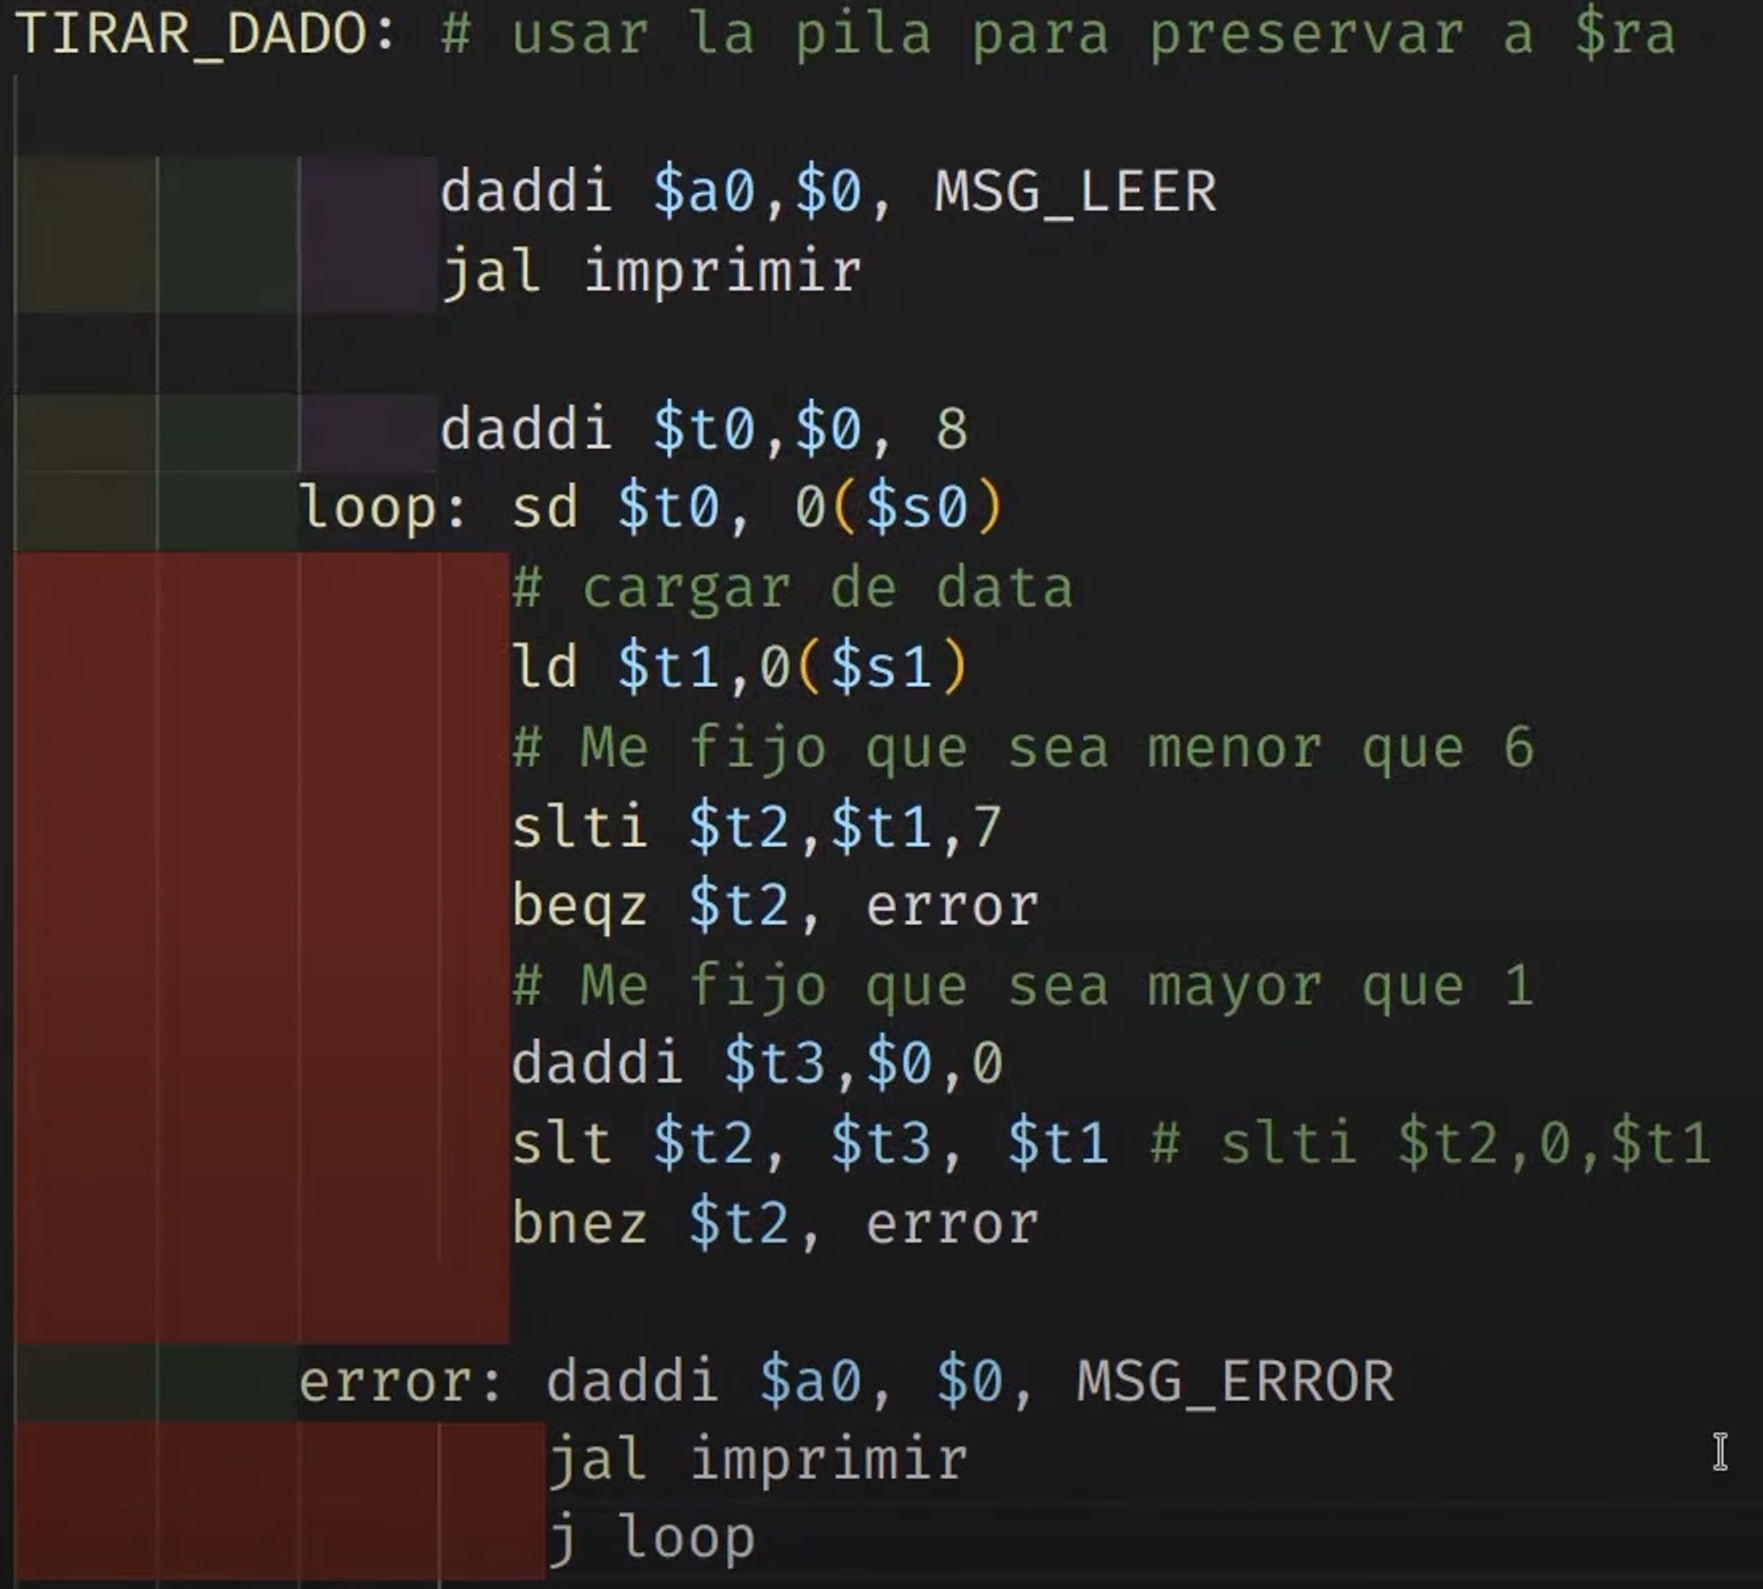 TIRAR_DADO: # usar la pila para preservar a $ra
daddi $a0,$0, MSG_LEER
jal imprimir
daddi $t0,$0, 8
loop: sd $t0, 0($s0)
# cargar de data
ld $t1,0($s1)
# Me fijo que sea menor que 6
slti $t2,$t1,7
beqz $t2, error
# Me fijo que sea mayor que 1
daddi $t3,$0,0
slt $t2, $t3, $t1 # slti $t2,0,$t1
bnez $t2, error
error: daddi $a0, $0, MSG_ERROR
jal imprimir
j loop